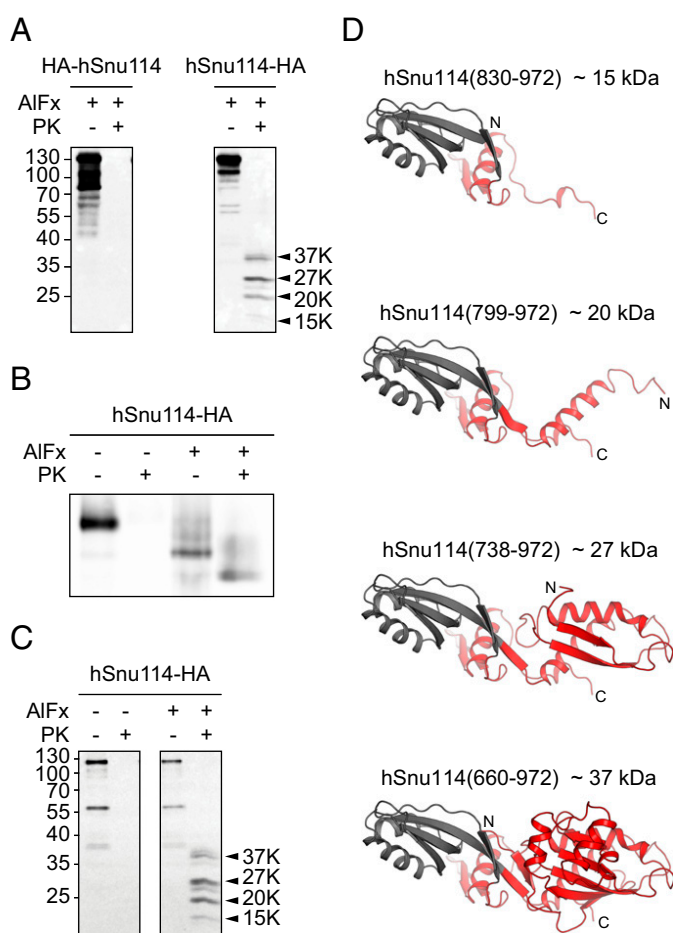 A
HA-hSnu114 hSnu114-HA
AlFx + + + +
PK - + - +
130
100
70
55
40
35
25
37K
27K
20K
15K
B
hSnu114-HA
AlFx - - + +
PK - + - +
C
hSnu114-HA
AlFx - - + +
PK - + - +
130
100
70
55
40
35
25
37K
27K
20K
15K
D
hSnu114(830-972) ~ 15 kDa
N
C
hSnu114(799-972) ~ 20 kDa
N
C
hSnu114(738-972) ~ 27 kDa
N
C
hSnu114(660-972) ~ 37 kDa
N
C